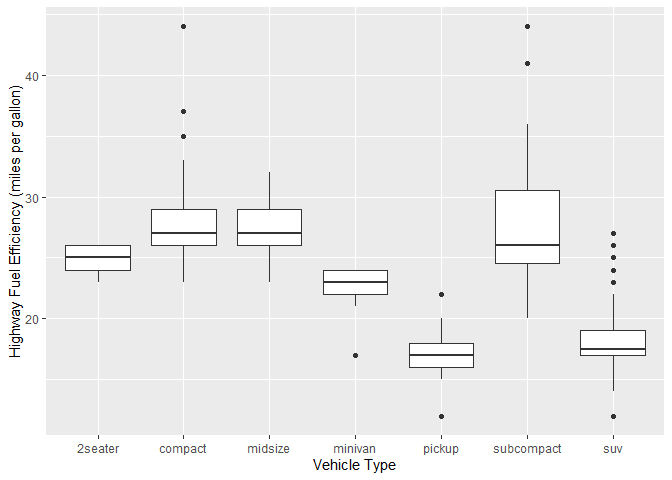 Highway Fuel Efficiency (miles per gallon)
40
30
20
2seater compact midsize minivan pickup subcompact suv
Vehicle Type